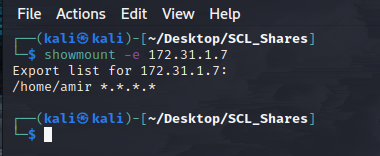 File Actions Edit View Help
┌──(kali㉿kali)-[~/Desktop/SCL_Shares]
└─$ showmount -e 172.31.1.7
Export list for 172.31.1.7:
/home/amir *.*.*.*
┌──(kali㉿kali)-[~/Desktop/SCL_Shares]
└─$